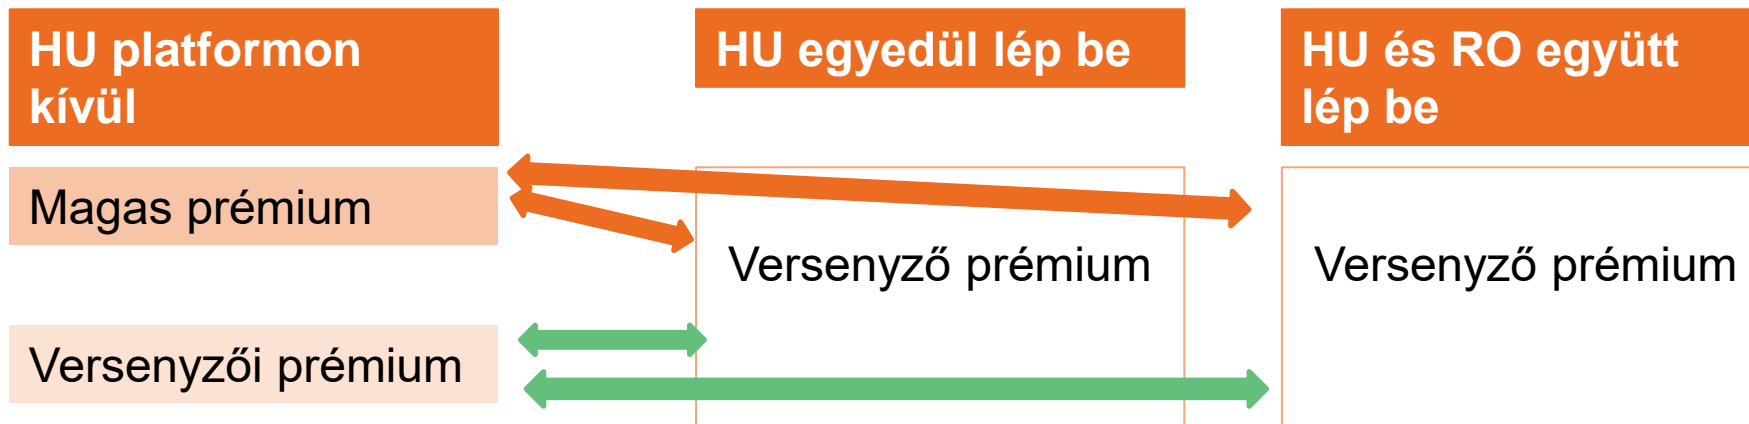 HU platformon
kívül
HU egyedül lép be
HU és RO együtt
lép be
Magas prémium
Versenyző prémium
Versenyző prémium
Versenyzői prémium